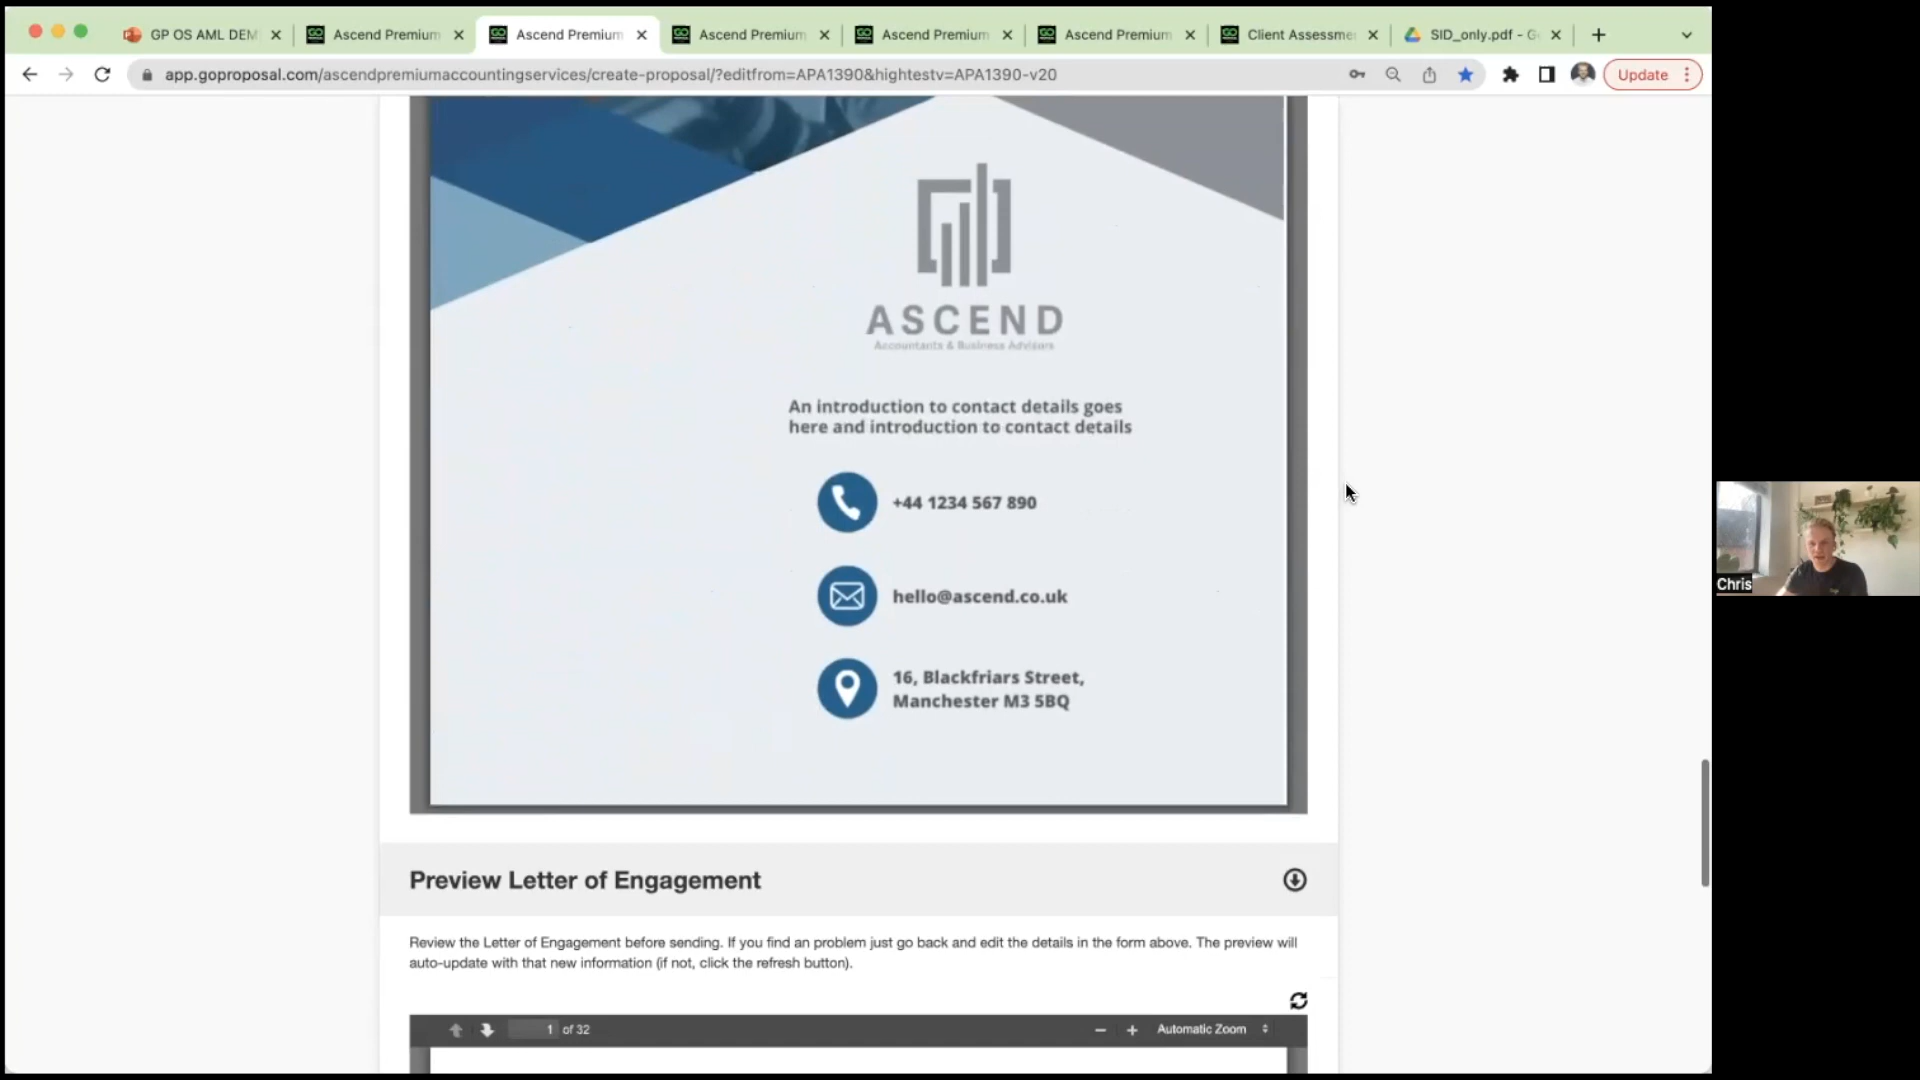 GP OS AML DEM
Ascend Premium
Ascend Premium
Ascend Premium
Ascend Premium
Ascend Premium
Client Assessme
SID_only.pdf - G
app.goproposal.com/ascendpremiumaccountingservices/create-proposal/?editfrom=APA1390&hightestv=APA1390-v20
Update
ASCEND
Accountants & Business Advisors
An introduction to contact details goes
here and introduction to contact details
+44 1234 567 890
hello@ascend.co.uk
16, Blackfriars Street,
Manchester M3 5BQ
Chris
Preview Letter of Engagement
Review the Letter of Engagement before sending. If you find an problem just go back and edit the details in the form above. The preview will
auto-update with that new information (if not, click the refresh button).
1 of 32
Automatic Zoom